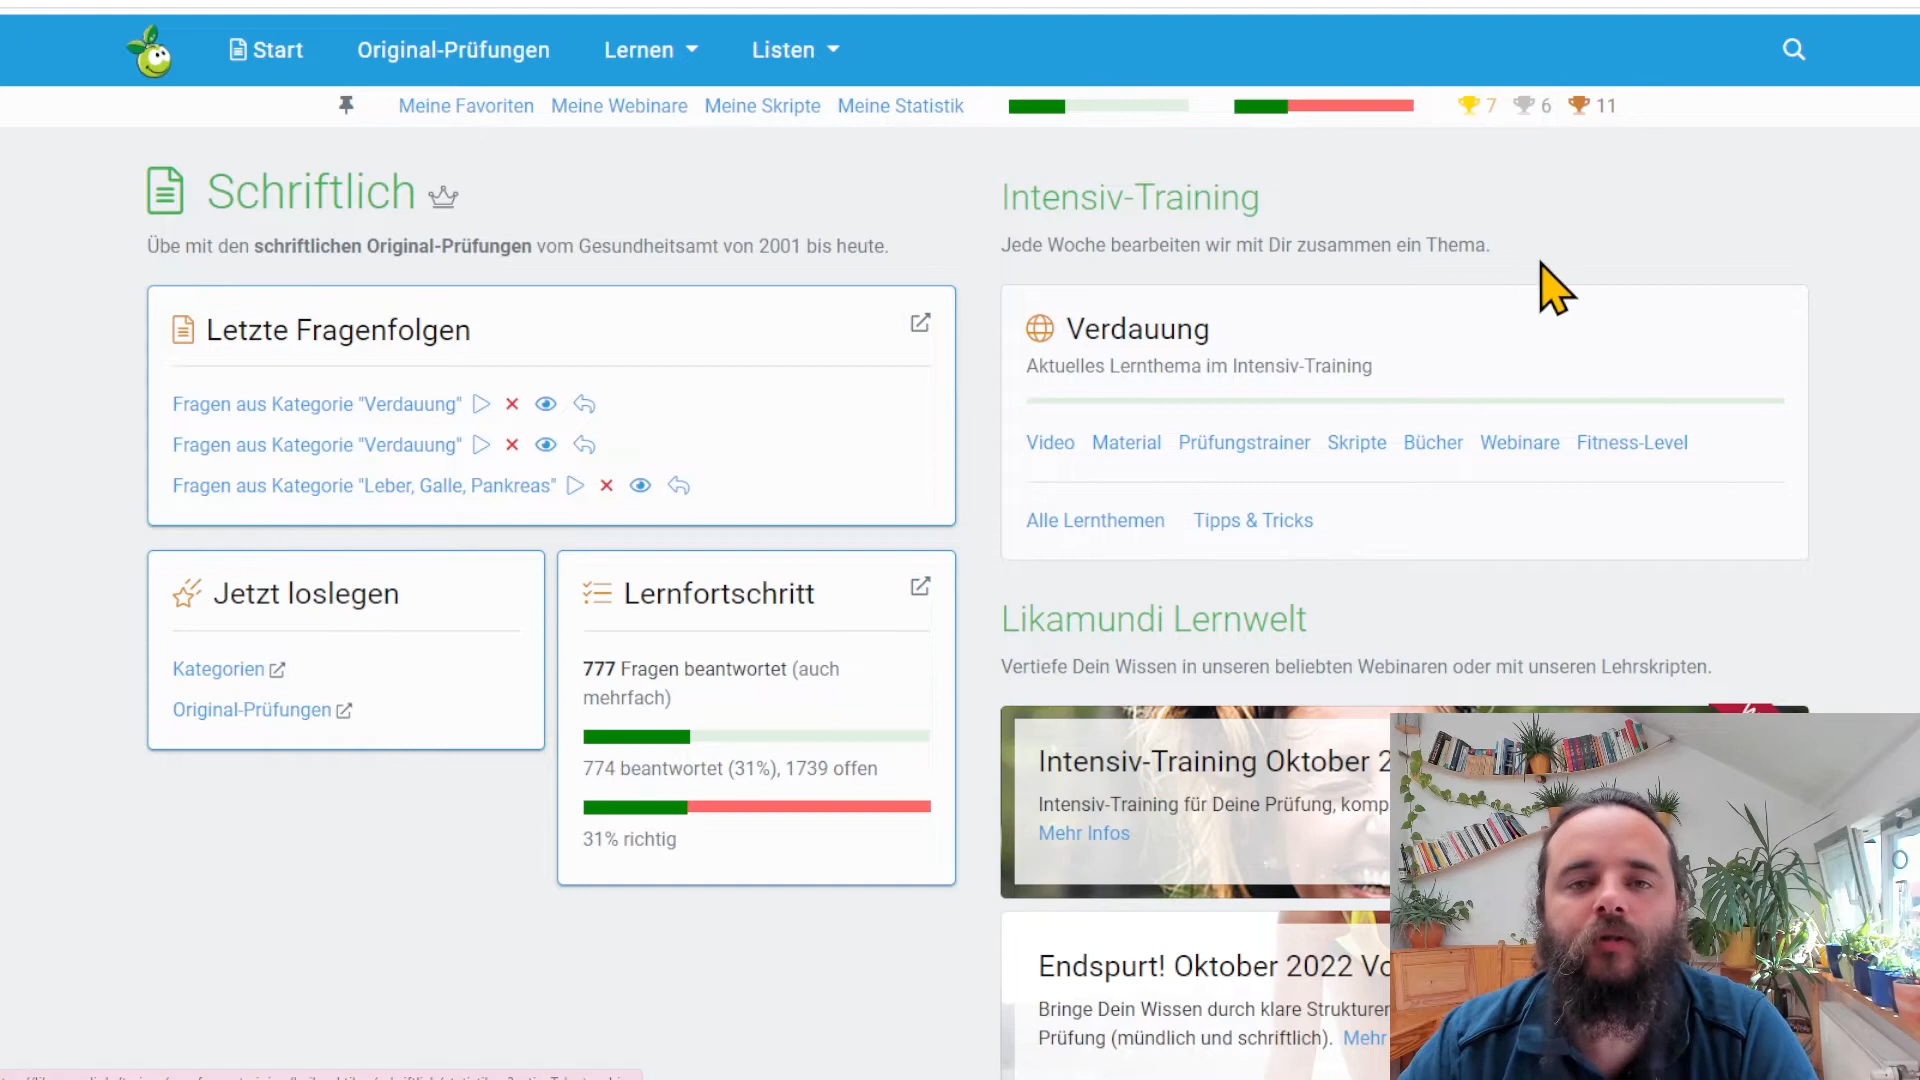 Start Original-Prüfungen Lernen Listen
Meine Favoriten Meine Webinare Meine Skripte Meine Statistik 7 6 11
Schriftlich
Übe mit den schriftlichen Original-Prüfungen vom Gesundheitsamt von 2001 bis heute.
Letzte Fragenfolgen
Fragen aus Kategorie "Verdauung"
Fragen aus Kategorie "Verdauung"
Fragen aus Kategorie "Leber, Galle, Pankreas"
Jetzt loslegen
Kategorien
Original-Prüfungen
Lernfortschritt
777 Fragen beantwortet (auch
mehrfach)
774 beantwortet (31%), 1739 offen
31% richtig
Intensiv-Training
Jede Woche bearbeiten wir mit Dir zusammen ein Thema.
Verdauung
Aktuelles Lernthema im Intensiv-Training
Video Material Prüfungstrainer Skripte Bücher Webinare Fitness-Level
Alle Lernthemen Tipps & Tricks
Likamundi Lernwelt
Vertiefe Dein Wissen in unseren beliebten Webinaren oder mit unseren Lehrskripten.
Intensiv-Training Oktober 2
Intensiv-Training für Deine Prüfung, komp
Mehr Infos
Endspurt! Oktober 2022 Vo
Bringe Dein Wissen durch klare Strukturen
Prüfung (mündlich und schriftlich). Mehr